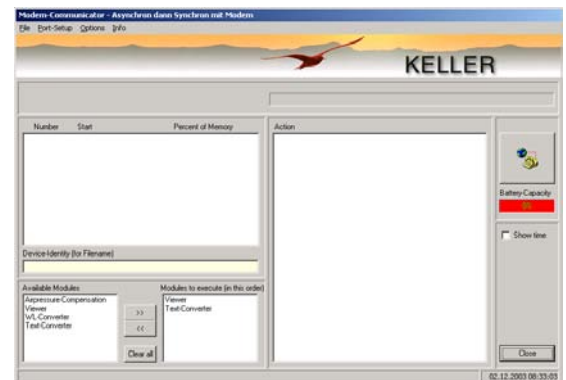 Modem-Communicator - Asynchron dann Synchron mit Modem
File Port-Setup Options Info
KELLER
Number Start Percent of Memory
Action
Battery-Capacity
0%
Device-Identity (for Filename)
Show time
Available Modules
Airpressure-Compensation
Viewer
WL-Converter
Text-Converter
>>
<<
Clear all
Modules to execute (in this order)
Viewer
Text-Converter
Close
02.12.2003 08:33:03